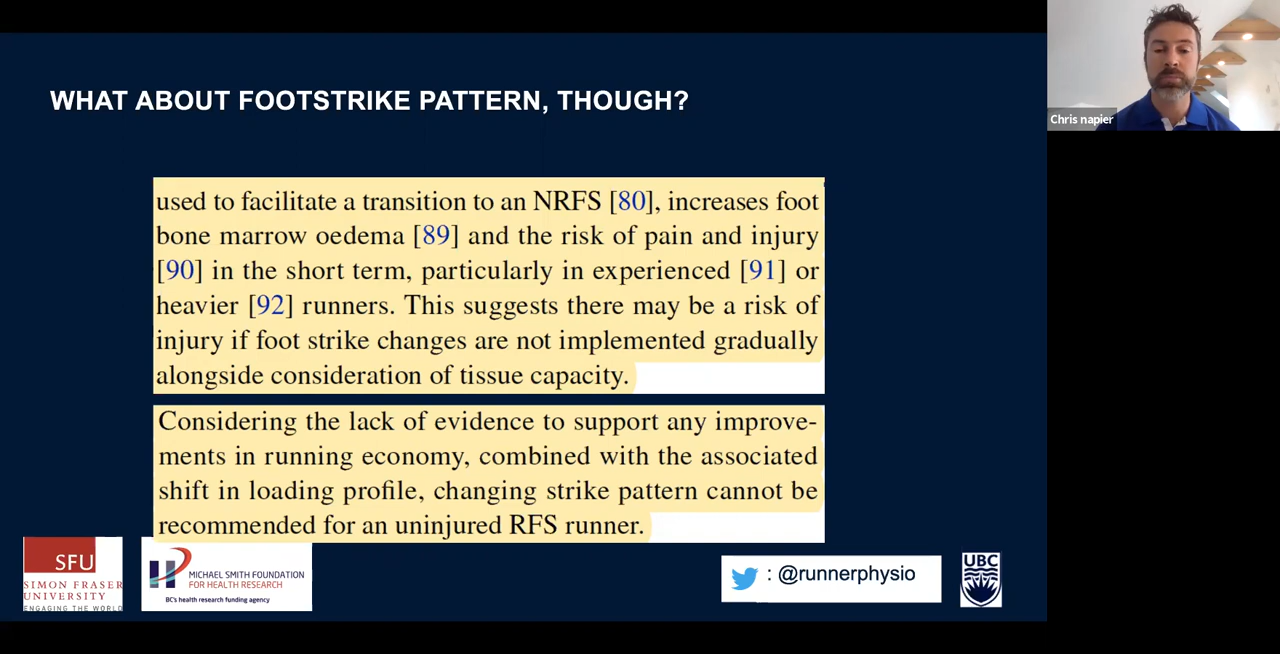 WHAT ABOUT FOOTSTRIKE PATTERN, THOUGH?
Chris napier
used to facilitate a transition to an NRFS [80], increases foot
bone marrow oedema [89] and the risk of pain and injury
[90] in the short term, particularly in experienced [91] or
heavier [92] runners. This suggests there may be a risk of
injury if foot strike changes are not implemented gradually
alongside consideration of tissue capacity.
Considering the lack of evidence to support any improve-
ments in running economy, combined with the associated
shift in loading profile, changing strike pattern cannot be
recommended for an uninjured RFS runner.
SFU
SIMON FRASER
UNIVERSITY
ENGAGING THE WORLD
MICHAEL SMITH FOUNDATION
FOR HEALTH RESEARCH
BC's health research funding agency
: @runnerphysio
UBC